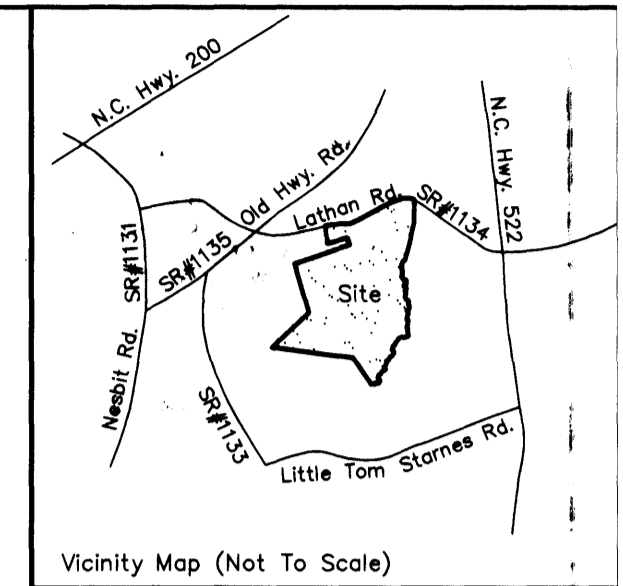 N.C. Hwy. 200
N.C. Hwy. 522
Old Hwy. Rd.
Lathan Rd.
SR#1134
SR#1131
SR#1135
Site
Nesbit Rd.
SR#1133
Little Tom Starnes Rd.
Vicinity Map (Not To Scale)